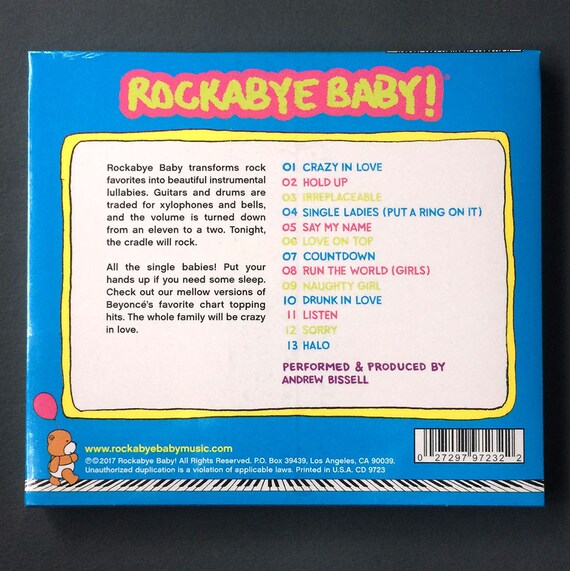 ROCKABYE BABY!
Rockabye Baby transforms rock
favorites into beautiful instrumental
lullabies. Guitars and drums are
traded for xylophones and bells,
and the volume is turned down
from an eleven to a two. Tonight,
the cradle will rock.
All the single babies! Put your
hands up if you need some sleep.
Check out our mellow versions of
Beyoncé's favorite chart topping
hits. The whole family will be crazy
in love.
01 CRAZY IN LOVE
02 HOLD UP
03 IRREPLACEABLE
04 SINGLE LADIES (PUT A RING ON IT)
05 SAY MY NAME
06 LOVE ON TOP
07 COUNTDOWN
08 RUN THE WORLD (GIRLS)
09 NAUGHTY GIRL
10 DRUNK IN LOVE
11 LISTEN
12 SORRY
13 HALO
PERFORMED & PRODUCED BY
ANDREW BISSELL
www.rockabyebabymusic.com
℗©2017 Rockabye Baby! All Rights Reserved. P.O. Box 39439, Los Angeles, CA 90039.
Unauthorized duplication is a violation of applicable laws. Printed in U.S.A. CD 9723
0 27297 97232 2